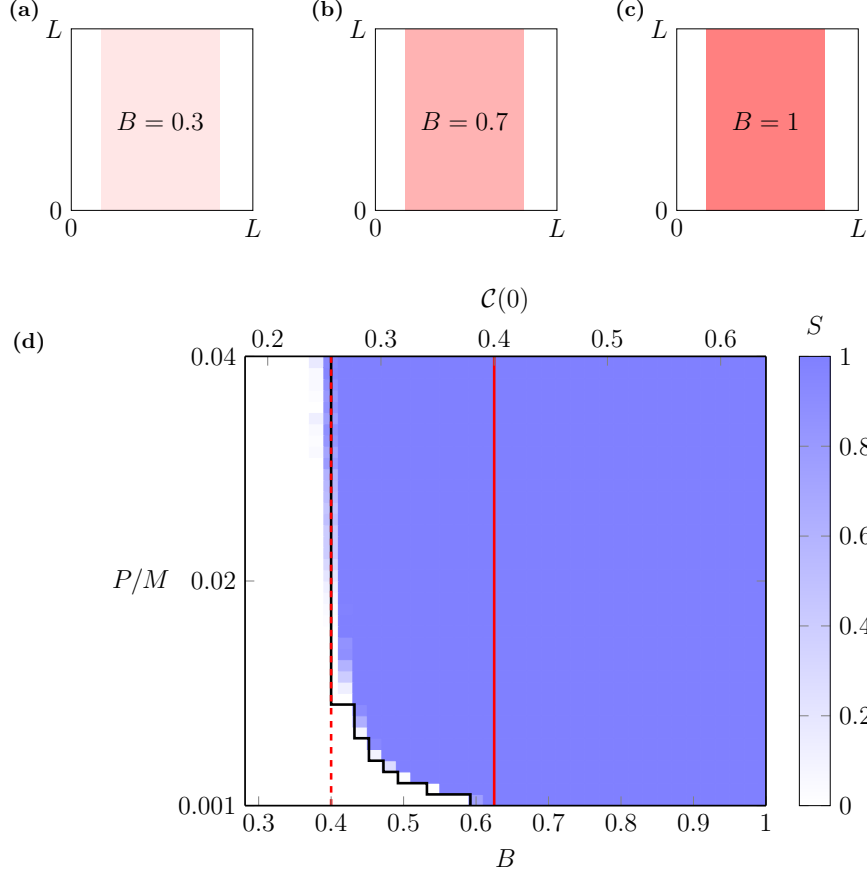 (a) (b) (c)
L L L
B = 0.3 B = 0.7 B = 1
0 0 0
0 L 0 L 0 L
C(0)
(d) 0.2 0.3 0.4 0.5 0.6 S
0.04 1
0.8
0.6
P/M 0.02
0.4
0.2
0.001 0
0.3 0.4 0.5 0.6 0.7 0.8 0.9 1
B